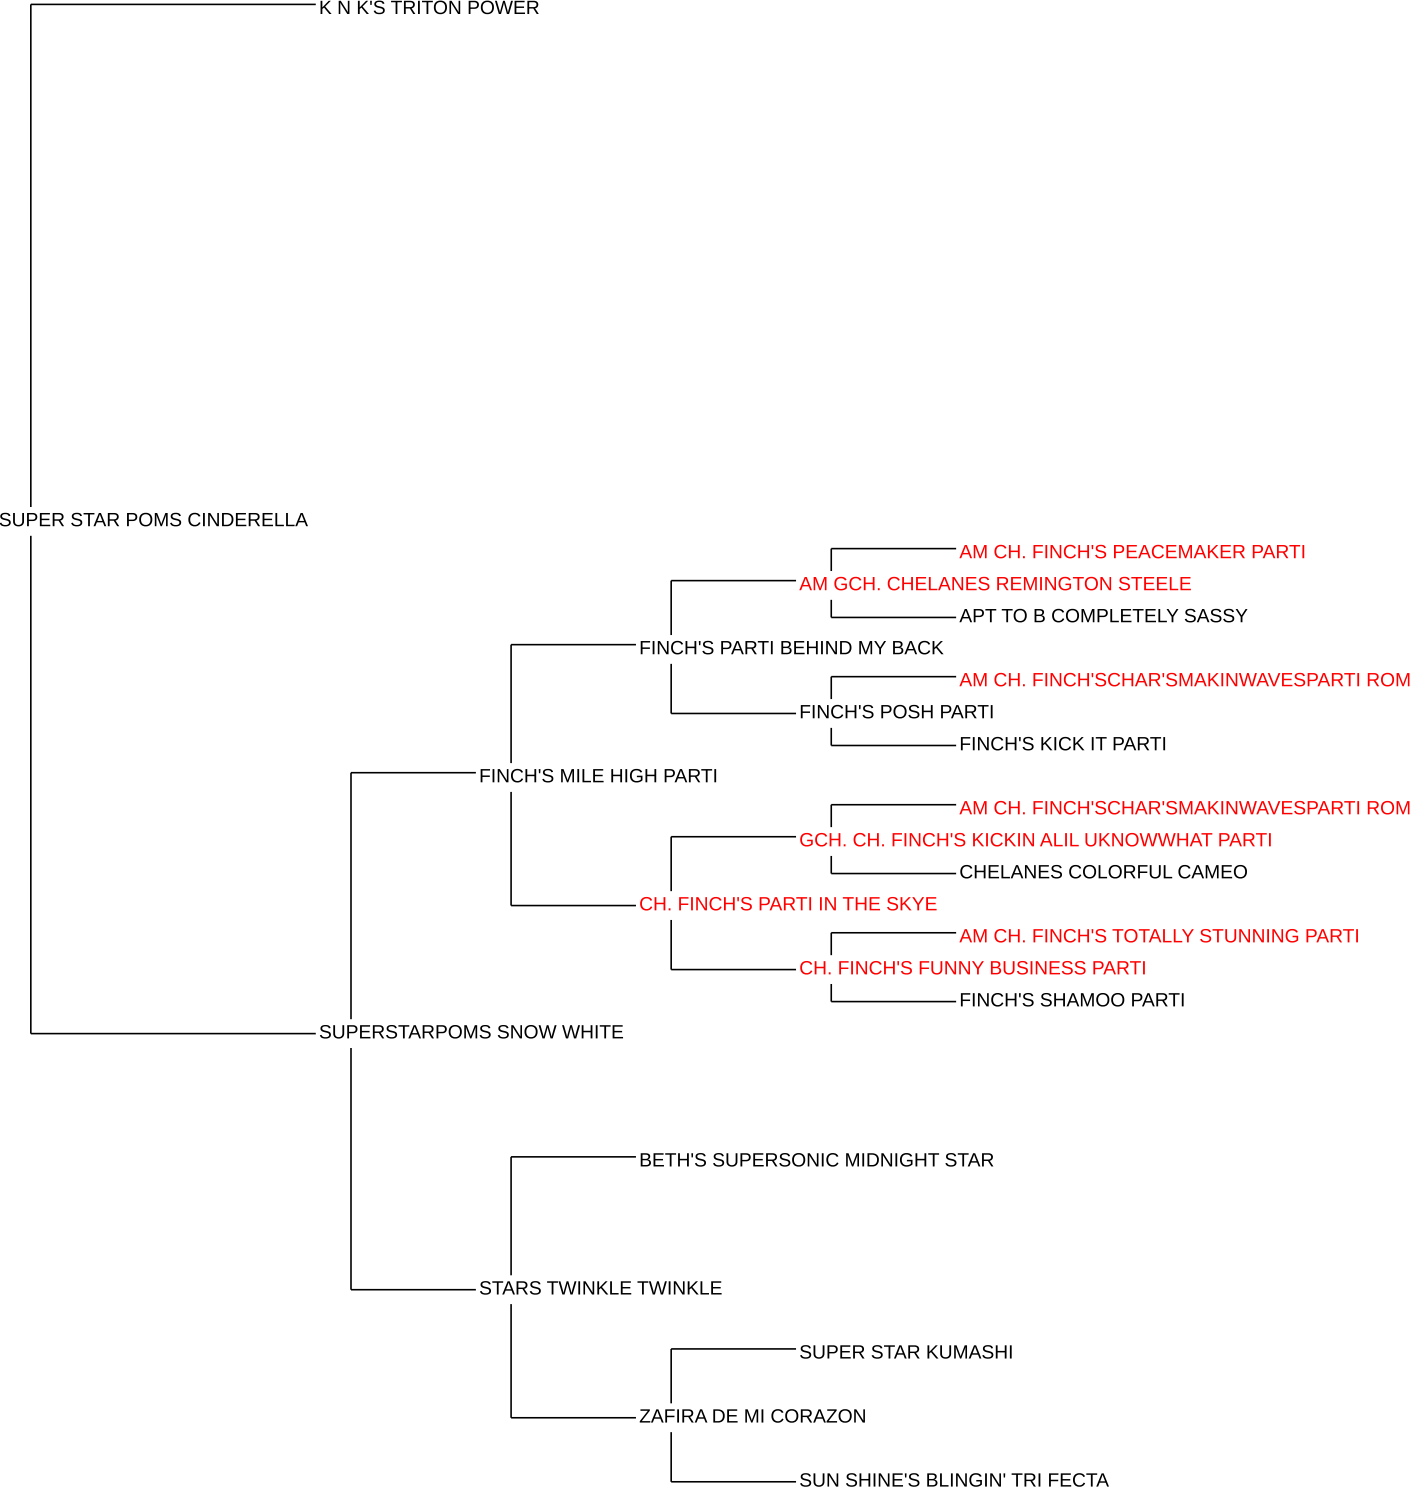 K N K'S TRITON POWER
SUPER STAR POMS CINDERELLA
AM CH. FINCH'S PEACEMAKER PARTI
AM GCH. CHELANES REMINGTON STEELE
APT TO B COMPLETELY SASSY
FINCH'S PARTI BEHIND MY BACK
AM CH. FINCH'SCHAR'SMAKINWAVESPARTI ROM
FINCH'S POSH PARTI
FINCH'S KICK IT PARTI
FINCH'S MILE HIGH PARTI
AM CH. FINCH'SCHAR'SMAKINWAVESPARTI ROM
GCH. CH. FINCH'S KICKIN ALIL UKNOWWHAT PARTI
CHELANES COLORFUL CAMEO
CH. FINCH'S PARTI IN THE SKYE
AM CH. FINCH'S TOTALLY STUNNING PARTI
CH. FINCH'S FUNNY BUSINESS PARTI
FINCH'S SHAMOO PARTI
SUPERSTARPOMS SNOW WHITE
BETH'S SUPERSONIC MIDNIGHT STAR
STARS TWINKLE TWINKLE
SUPER STAR KUMASHI
ZAFIRA DE MI CORAZON
SUN SHINE'S BLINGIN' TRI FECTA